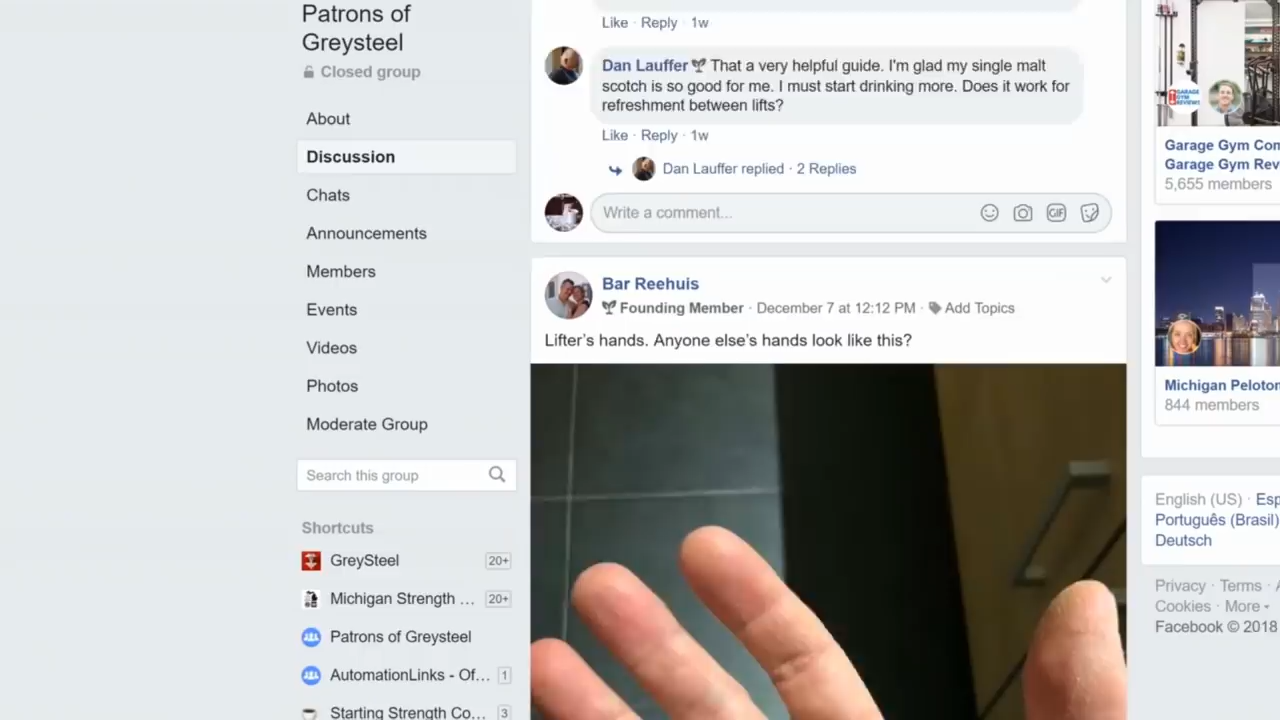 Patrons of
Greysteel
Closed group
About
Discussion
Chats
Announcements
Members
Events
Videos
Photos
Moderate Group
Search this group
Shortcuts
GreySteel 20+
Michigan Strength ... 20+
Patrons of Greysteel
AutomationLinks - Of... 1
Starting Strength Co... 3
Like · Reply · 1w
Dan Lauffer That a very helpful guide. I'm glad my single malt
scotch is so good for me. I must start drinking more. Does it work for
refreshment between lifts?
Like · Reply · 1w
Dan Lauffer replied · 2 Replies
Write a comment...
GIF
Bar Reehuis
Founding Member · December 7 at 12:12 PM · Add Topics
Lifter's hands. Anyone else's hands look like this?
GARAGE
GYM
REVIEWS
Garage Gym Com
Garage Gym Rev
5,655 members
Michigan Peloton
844 members
English (US) · Esp
Português (Brasil)
Deutsch
Privacy · Terms · A
Cookies · More
Facebook © 2018